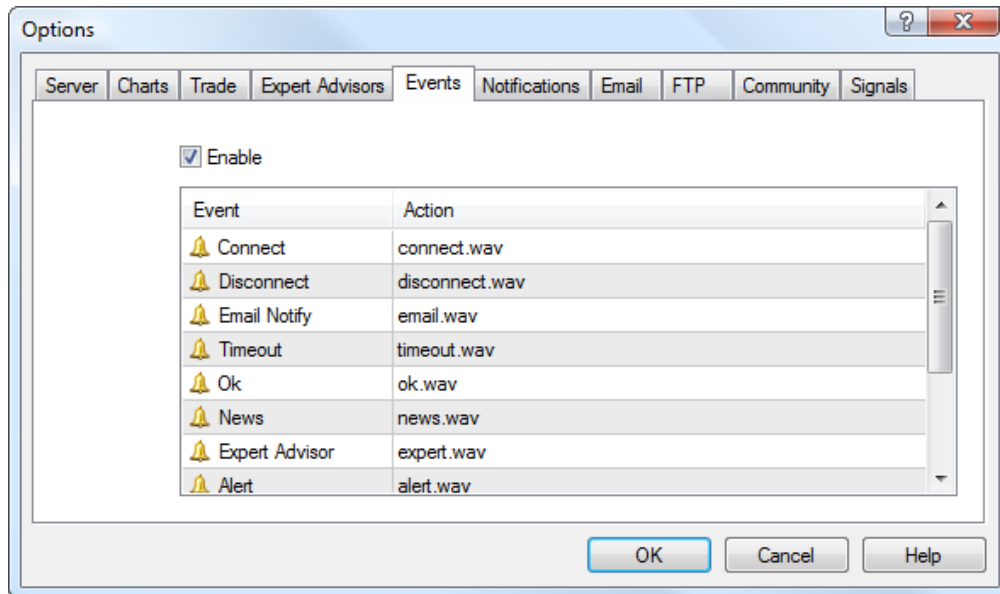 Options
Server Charts Trade Expert Advisors Events Notifications Email FTP Community Signals
Enable
Event Action
Connect connect.wav
Disconnect disconnect.wav
Email Notify email.wav
Timeout timeout.wav
Ok ok.wav
News news.wav
Expert Advisor expert.wav
Alert alert.wav
OK Cancel Help